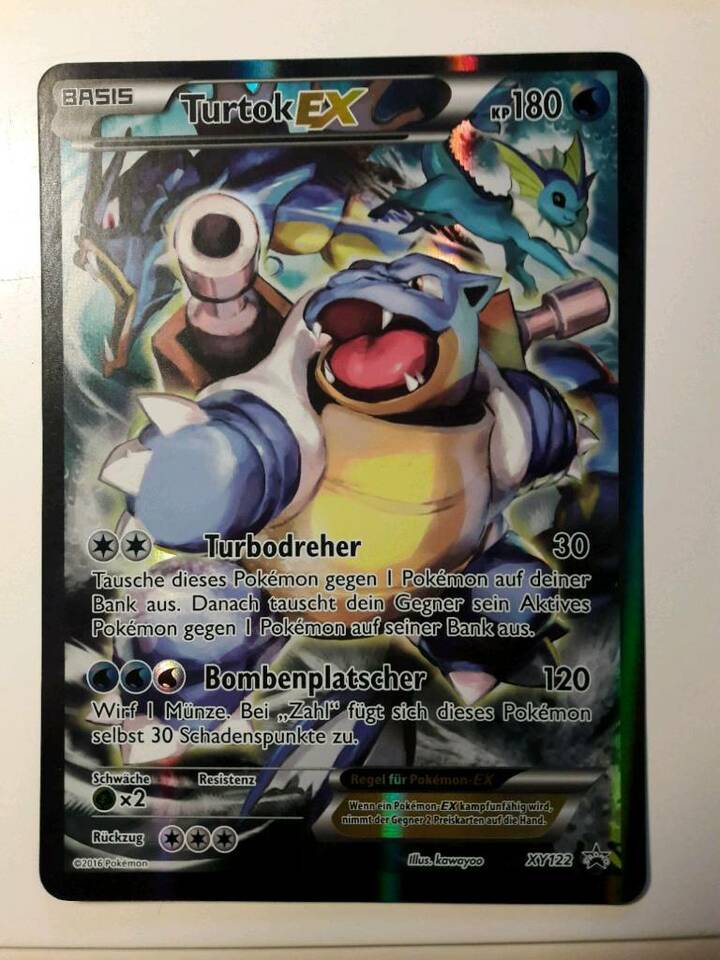 BASIS
Turtok EX
KP180
Turbodreher 30
Tausche dieses Pokémon gegen 1 Pokémon auf deiner
Bank aus. Danach tauscht dein Gegner sein Aktives
Pokémon gegen 1 Pokémon auf seiner Bank aus.
Bombenplatscher 120
Wirf 1 Münze. Bei „Zahl“ fügt sich dieses Pokémon
selbst 30 Schadenspunkte zu.
Schwäche Resistenz
×2
Regel für Pokémon-EX
Wenn ein Pokémon-EX kampfunfähig wird,
nimmt der Gegner 2 Preiskarten auf die Hand.
Rückzug
©2016 Pokémon
Illus. kawayoo
XY122